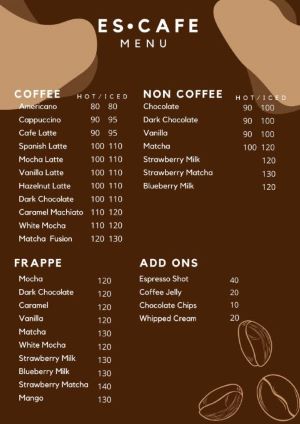 ES•CAFE
MENU
COFFEE HOT/ICED
Americano 80 80
Cappuccino 90 95
Cafe Latte 90 95
Spanish Latte 100 110
Mocha Latte 100 110
Vanilla Latte 100 110
Hazelnut Latte 100 110
Dark Chocolate 100 110
Caramel Machiato 110 120
White Mocha 110 120
Matcha Fusion 120 130
NON COFFEE HOT/ICED
Chocolate 90 100
Dark Chocolate 90 100
Vanilla 90 100
Matcha 100 120
Strawberry Milk 120
Strawberry Matcha 130
Blueberry Milk 120
FRAPPE
Mocha 120
Dark Chocolate 120
Caramel 120
Vanilla 120
Matcha 130
White Mocha 120
Strawberry Milk 130
Blueberry Milk 130
Strawberry Matcha 140
Mango 130
ADD ONS
Espresso Shot 40
Coffee Jelly 20
Chocolate Chips 10
Whipped Cream 20